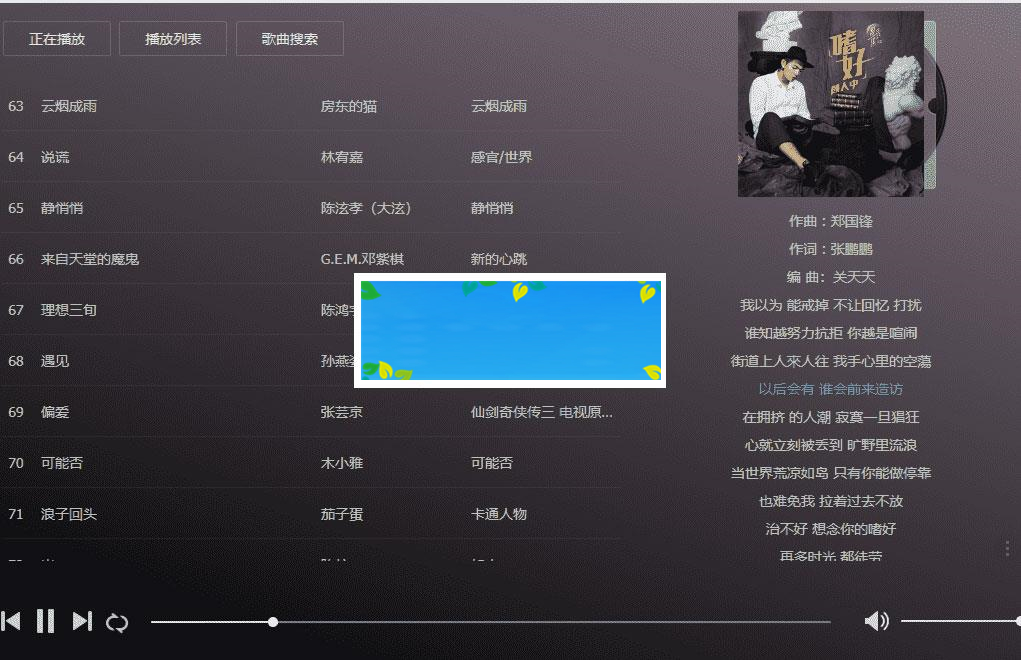 正在播放 播放列表 歌曲搜索
63 云烟成雨 房东的猫 云烟成雨
64 说谎 林宥嘉 感官/世界
65 静悄悄 陈泫孝（大泫） 静悄悄
66 来自天堂的魔鬼 G.E.M.邓紫棋 新的心跳
67 理想三旬 陈鸿宇
68 遇见 孙燕姿
69 偏爱 张芸京 仙剑奇侠传三 电视原...
70 可能否 木小雅 可能否
71 浪子回头 茄子蛋 卡通人物
嗜好
颜人中
作曲：郑国锋
作词：张鹏鹏
编 曲：关天天
我以为 能戒掉 不让回忆 打扰
谁知越努力抗拒 你越是喧闹
街道上人來人往 我手心里的空蕩
以后会有 谁会前来造访
在拥挤 的人潮 寂寞一旦猖狂
心就立刻被丢到 旷野里流浪
当世界荒凉如岛 只有你能做停靠
也难免我 拉着过去不放
治不好 想念你的嗜好
再多时光 都徒劳